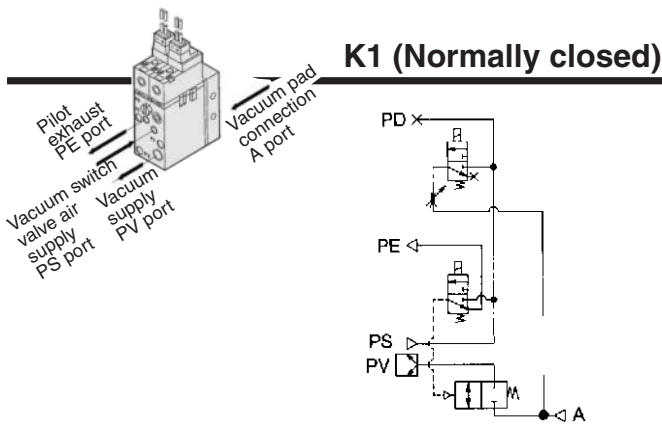 K1 (Normally closed)
Pilot
exhaust
PE port
Vacuum switch
valve air
supply
PS port
Vacuum
supply
PV port
Vacuum pad
connection
A port
PD
PE
PS
PV
A